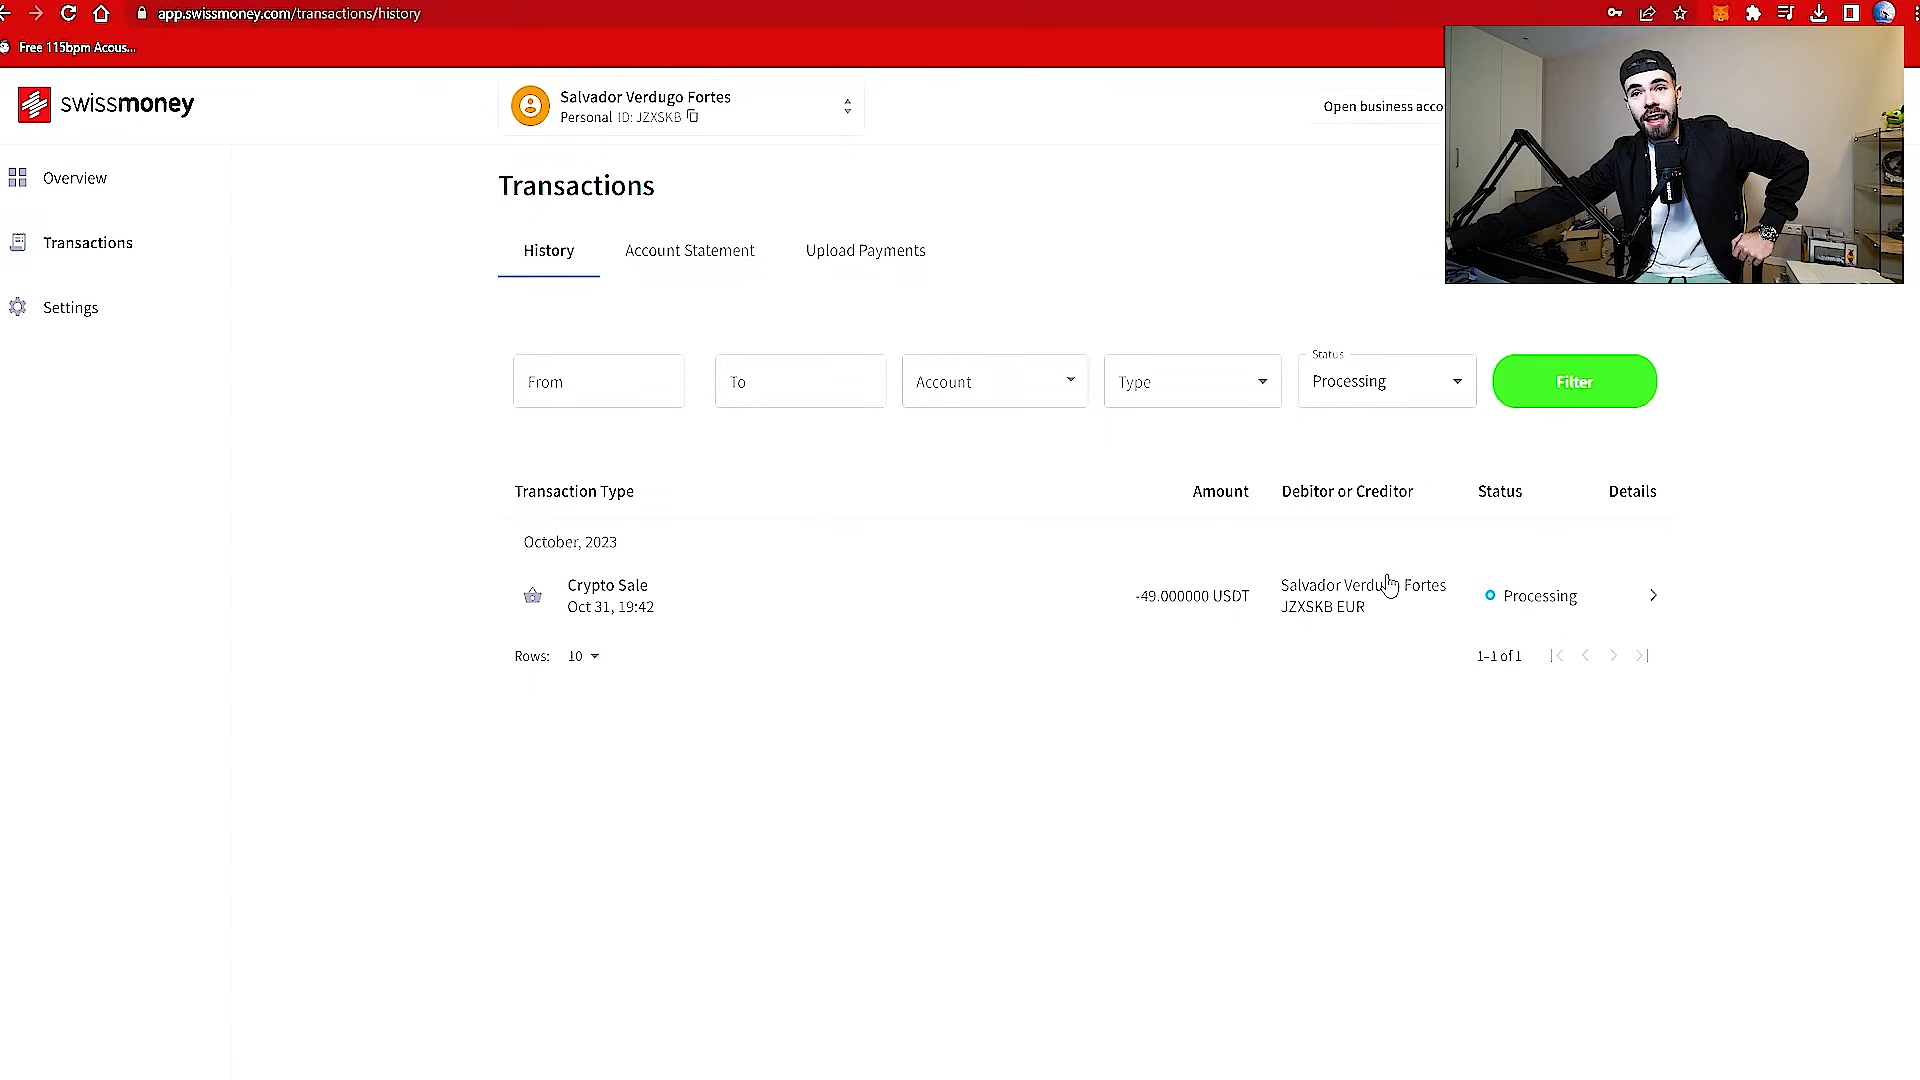 app.swissmoney.com/transactions/history
Free 115bpm Acous...
swissmoney
Salvador Verdugo Fortes
Personal ID: JZXSKB
Open business acco
Overview
Transactions
Settings
Transactions
History Account Statement Upload Payments
From To Account Type Status Processing Filter
Transaction Type Amount Debitor or Creditor Status Details
October, 2023
Crypto Sale
Oct 31, 19:42
-49.000000 USDT
Salvador Verdugo Fortes
JZXSKB EUR
Processing
Rows: 10 1-1 of 1